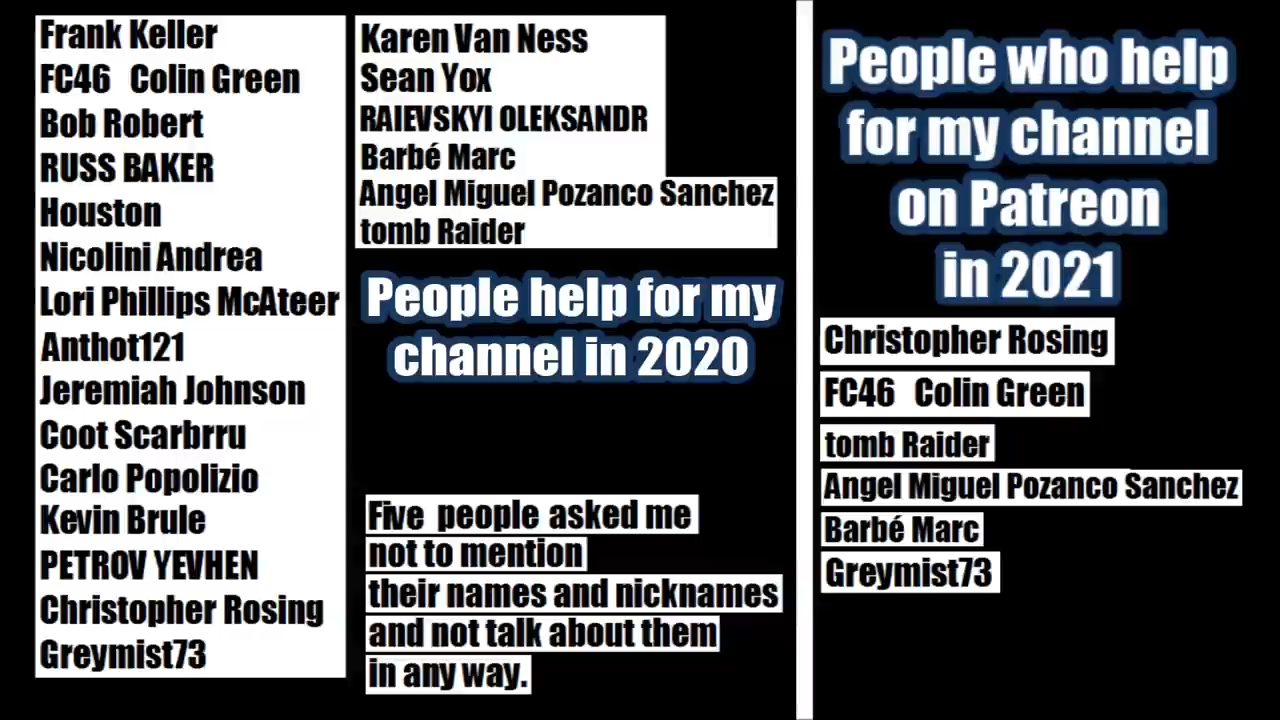 Frank Keller
FC46 Colin Green
Bob Robert
RUSS BAKER
Houston
Nicolini Andrea
Lori Phillips McAteer
Anthot121
Jeremiah Johnson
Coot Scarbrru
Carlo Popolizio
Kevin Brule
PETROV YEVHEN
Christopher Rosing
Greymist73
Karen Van Ness
Sean Yox
RAIEVSKYI OLEKSANDR
Barbé Marc
Angel Miguel Pozanco Sanchez
tomb Raider
People help for my
channel in 2020
Five people asked me
not to mention
their names and nicknames
and not talk about them
in any way.
People who help
for my channel
on Patreon
in 2021
Christopher Rosing
FC46 Colin Green
tomb Raider
Angel Miguel Pozanco Sanchez
Barbé Marc
Greymist73